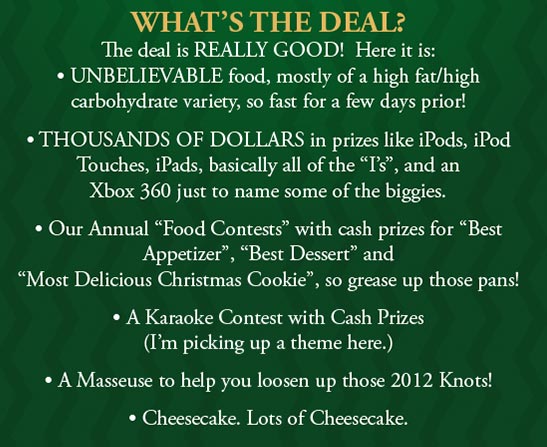 WHAT'S THE DEAL?
The deal is REALLY GOOD!  Here it is:
• UNBELIEVABLE food, mostly of a high fat/high
carbohydrate variety, so fast for a few days prior!
• THOUSANDS OF DOLLARS in prizes like iPods, iPod
Touches, iPads, basically all of the “I’s”, and an
Xbox 360 just to name some of the biggies.
• Our Annual “Food Contests” with cash prizes for “Best
Appetizer”, “Best Dessert” and
“Most Delicious Christmas Cookie”, so grease up those pans!
• A Karaoke Contest with Cash Prizes
(I’m picking up a theme here.)
• A Masseuse to help you loosen up those 2012 Knots!
• Cheesecake. Lots of Cheesecake.